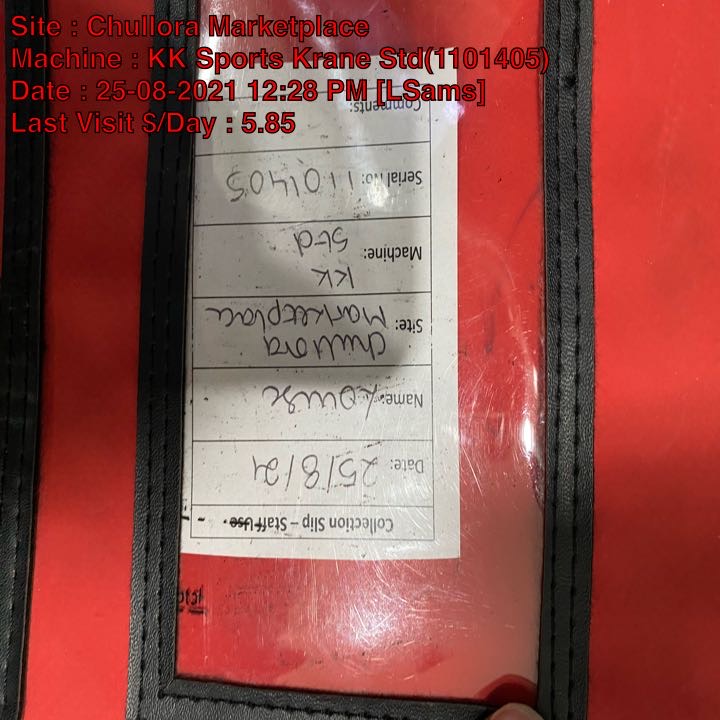 Site : Chullora Marketplace
Machine : KK Sports Krane Std(1101405)
Date : 25-08-2021 12:28 PM [LSams]
Last Visit $/Day : 5.85
Collection Slip – Staff Use
Date: 25/8/21
Name: Louise
Site: Chullora
Marketplace
Machine: KK
Std
Serial No: 1101405
Comments: